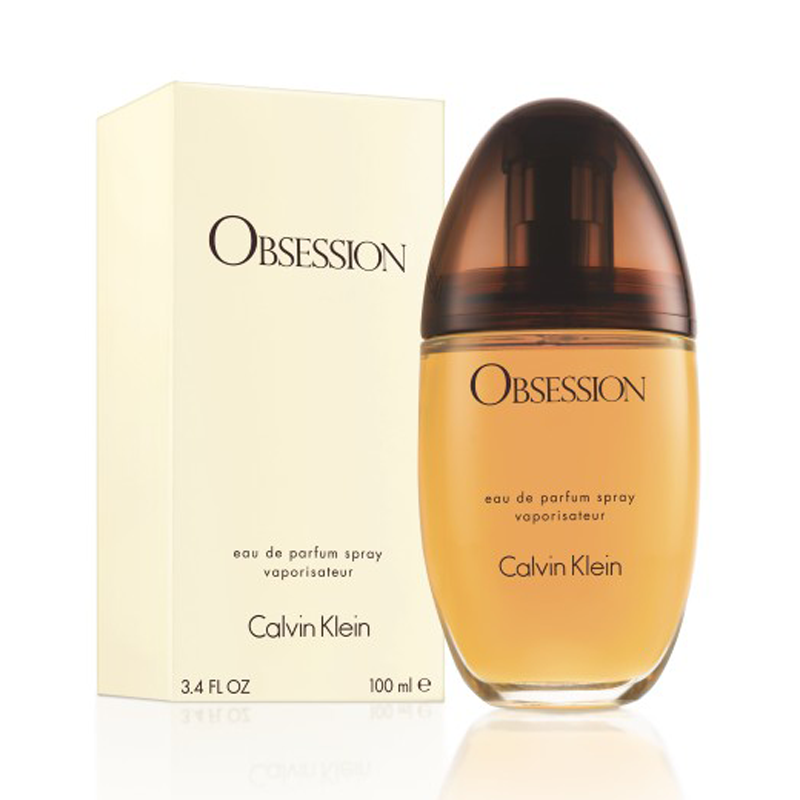 OBSESSION
eau de parfum spray
vaporisateur
Calvin Klein
3.4 FL OZ 100 ml ℮
OBSESSION
eau de parfum spray
vaporisateur
Calvin Klein